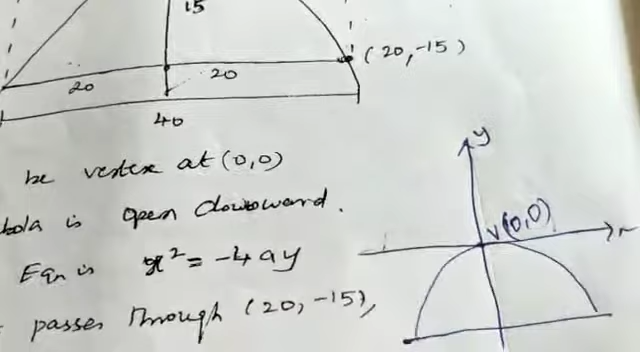 15
(20,-15)
20
20
40
be vertex at (0,0)
bola is open downward.
Eqn is x² = -4ay
passes through (20,-15),
y
V(0,0)